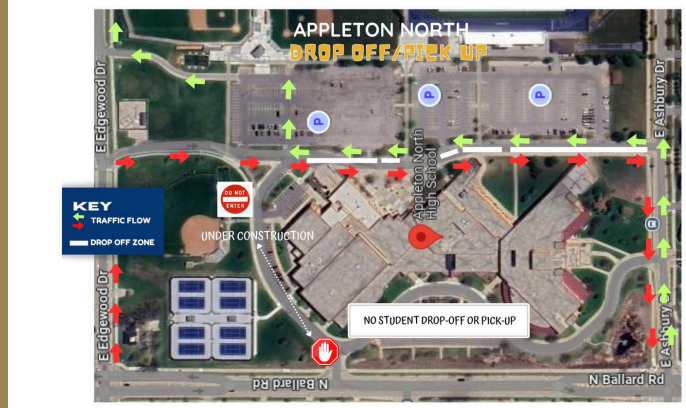 APPLETON NORTH
DROP OFF/PICK UP
E Edgewood Dr
E Ashbury Dr
P
P
P
Appleton North
High School
DO NOT
ENTER
KEY
TRAFFIC FLOW
DROP OFF ZONE
UNDER CONSTRUCTION
NO STUDENT DROP-OFF OR PICK-UP
E Edgewood Dr
N Ballard Rd
N Ballard Rd